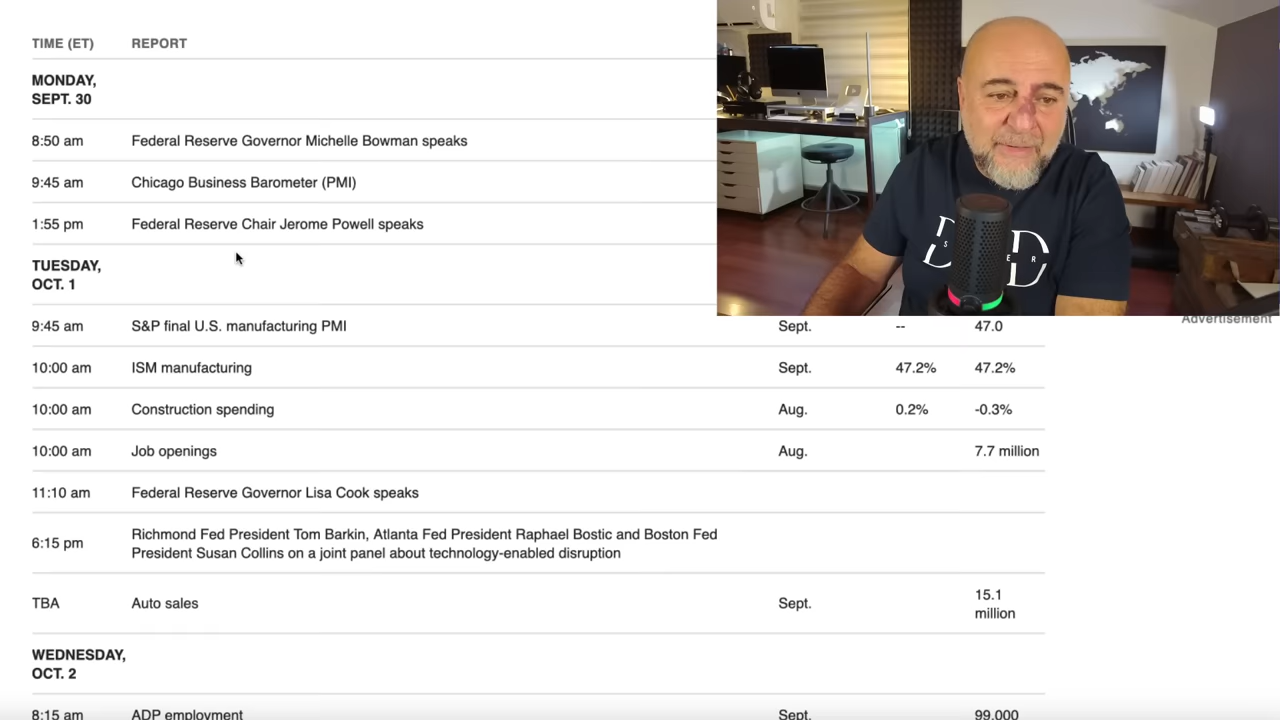 TIME (ET) REPORT
MONDAY,
SEPT. 30
8:50 am Federal Reserve Governor Michelle Bowman speaks
9:45 am Chicago Business Barometer (PMI)
1:55 pm Federal Reserve Chair Jerome Powell speaks
TUESDAY,
OCT. 1
9:45 am S&P final U.S. manufacturing PMI Sept. -- 47.0
10:00 am ISM manufacturing Sept. 47.2% 47.2%
10:00 am Construction spending Aug. 0.2% -0.3%
10:00 am Job openings Aug. 7.7 million
11:10 am Federal Reserve Governor Lisa Cook speaks
6:15 pm Richmond Fed President Tom Barkin, Atlanta Fed President Raphael Bostic and Boston Fed
President Susan Collins on a joint panel about technology-enabled disruption
TBA Auto sales Sept. 15.1
million
WEDNESDAY,
OCT. 2
8:15 am ADP employment Sept. 99,000
Advertisement
D D
S E R